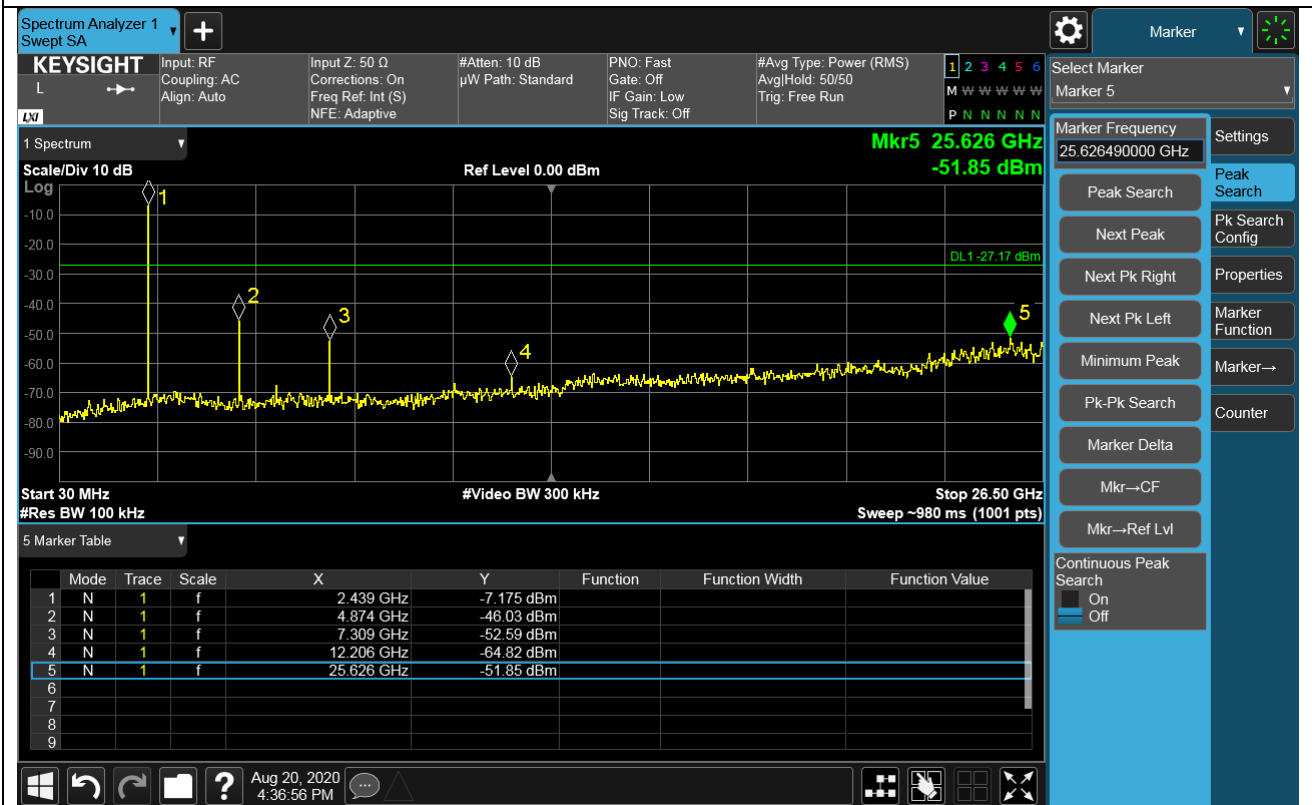 Spectrum Analyzer 1
Swept SA
Marker
KEYSIGHT
L
LXI
Input: RF
Coupling: AC
Align: Auto
Input Z: 50 Ω
Corrections: On
Freq Ref: Int (S)
NFE: Adaptive
#Atten: 10 dB
µW Path: Standard
PNO: Fast
Gate: Off
IF Gain: Low
Sig Track: Off
#Avg Type: Power (RMS)
Avg|Hold: 50/50
Trig: Free Run
1 2 3 4 5 6
M W W W W W
P N N N N N
Select Marker
Marker 5
1 Spectrum
Mkr5 25.626 GHz
Scale/Div 10 dB
Ref Level 0.00 dBm
-51.85 dBm
Log
-10.0
-20.0
-30.0
-40.0
-50.0
-60.0
-70.0
-80.0
-90.0
1
2
3
4
5
DL1 -27.17 dBm
Start 30 MHz
#Video BW 300 kHz
Stop 26.50 GHz
#Res BW 100 kHz
Sweep ~980 ms (1001 pts)
5 Marker Table
Mode Trace Scale X Y Function Function Width Function Value
1 N 1 f 2.439 GHz -7.175 dBm
2 N 1 f 4.874 GHz -46.03 dBm
3 N 1 f 7.309 GHz -52.59 dBm
4 N 1 f 12.206 GHz -64.82 dBm
5 N 1 f 25.626 GHz -51.85 dBm
6
7
8
9
Marker Frequency
25.626490000 GHz
Peak Search
Next Peak
Next Pk Right
Next Pk Left
Minimum Peak
Pk-Pk Search
Marker Delta
Mkr→CF
Mkr→Ref Lvl
Continuous Peak
Search
On
Off
Settings
Peak
Search
Pk Search
Config
Properties
Marker
Function
Marker→
Counter
?
Aug 20, 2020
4:36:56 PM